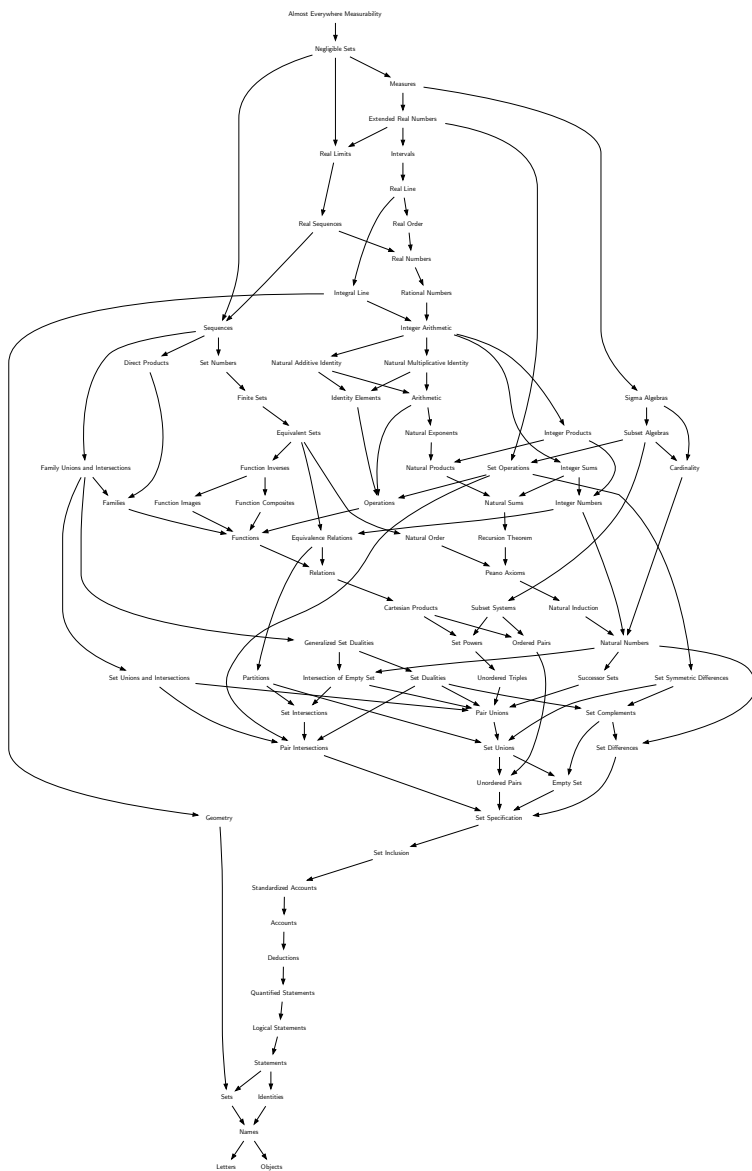 Almost Everywhere Measurability
Negligible Sets
Measures
Extended Real Numbers
Real Limits
Intervals
Real Line
Real Sequences
Real Order
Real Numbers
Integral Line
Rational Numbers
Sequences
Integer Arithmetic
Direct Products
Set Numbers
Natural Additive Identity
Natural Multiplicative Identity
Finite Sets
Identity Elements
Arithmetic
Sigma Algebras
Equivalent Sets
Natural Exponents
Integer Products
Subset Algebras
Family Unions and Intersections
Function Inverses
Natural Products
Set Operations
Integer Sums
Cardinality
Families
Function Images
Function Composites
Operations
Natural Sums
Integer Numbers
Functions
Equivalence Relations
Natural Order
Recursion Theorem
Relations
Peano Axioms
Cartesian Products
Subset Systems
Natural Induction
Generalized Set Dualities
Set Powers
Ordered Pairs
Natural Numbers
Set Unions and Intersections
Partitions
Intersection of Empty Set
Set Dualities
Unordered Triples
Successor Sets
Set Symmetric Differences
Set Intersections
Pair Unions
Set Complements
Pair Intersections
Set Unions
Set Differences
Unordered Pairs
Empty Set
Geometry
Set Specification
Set Inclusion
Standardized Accounts
Accounts
Deductions
Quantified Statements
Logical Statements
Statements
Sets
Identities
Names
Letters
Objects